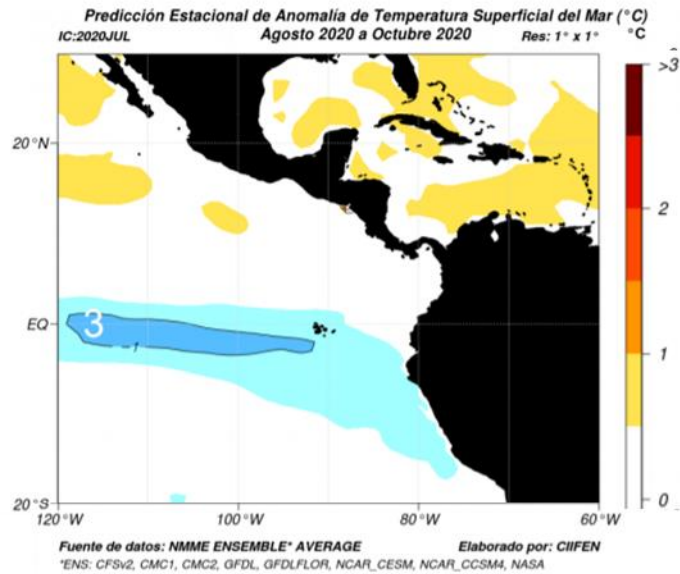 Predicción Estacional de Anomalía de Temperatura Superficial del Mar (°C)
IC:2020JUL Agosto 2020 a Octubre 2020 Res: 1° x 1° °C
>3
20°N
2
3
EQ
-1
1
20°S
0
120°W 100°W 80°W 60°W
Fuente de datos: NMME ENSEMBLE* AVERAGE Elaborado por: CIIFEN
*ENS: CFSv2, CMC1, CMC2, GFDL, GFDLFLOR, NCAR_CESM, NCAR_CCSM4, NASA